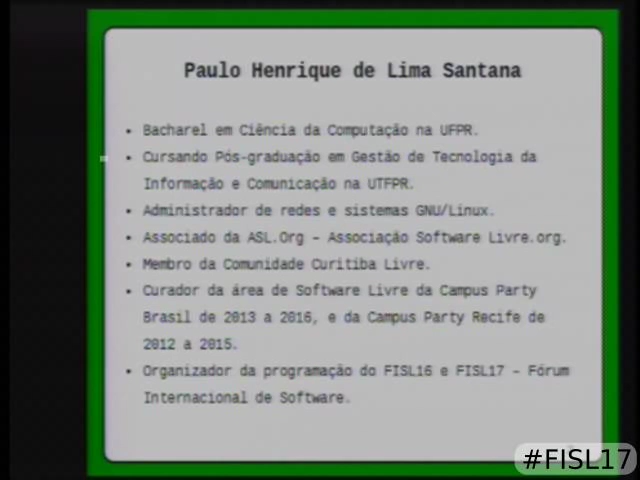 Paulo Henrique de Lima Santana
• Bacharel em Ciência da Computação na UFPR.
• Cursando Pós-graduação em Gestão de Tecnologia da
Informação e Comunicação na UTFPR.
• Administrador de redes e sistemas GNU/Linux.
• Associado da ASL.Org – Associação Software Livre.org.
• Membro da Comunidade Curitiba Livre.
• Curador da área de Software Livre da Campus Party
Brasil de 2013 a 2016, e da Campus Party Recife de
2012 a 2015.
• Organizador da programação do FISL16 e FISL17 – Fórum
Internacional de Software.
#FISL17